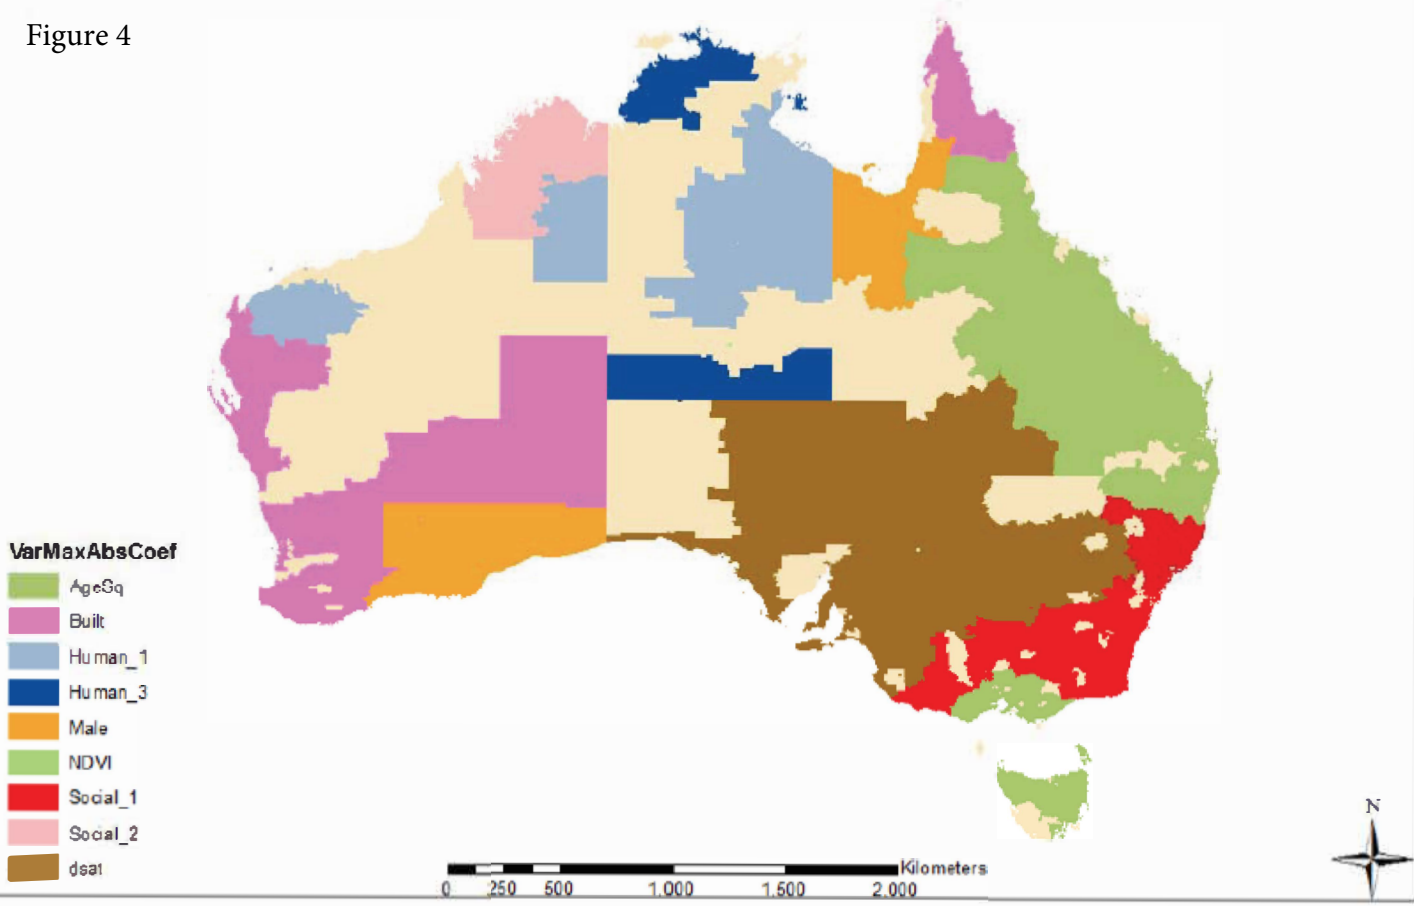 Figure 4
VarMaxAbsCoef
AgeSq
Built
Human_1
Human_3
Male
NDVI
Social_1
Social_2
dsat
Kilometers
0 250 500 1.000 1.500 2.000
N